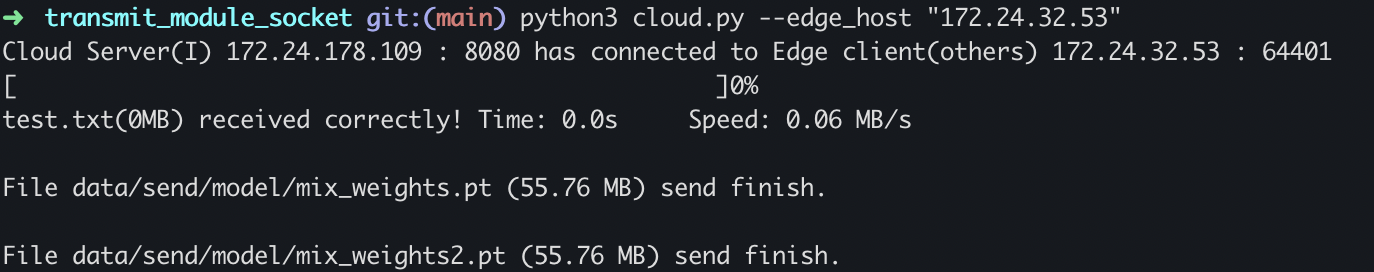 ➜ transmit_module_socket git:(main) python3 cloud.py --edge_host "172.24.32.53"
Cloud Server(I) 172.24.178.109 : 8080 has connected to Edge client(others) 172.24.32.53 : 64401
[                                                  ]0%
test.txt(0MB) received correctly! Time: 0.0s     Speed: 0.06 MB/s
File data/send/model/mix_weights.pt (55.76 MB) send finish.
File data/send/model/mix_weights2.pt (55.76 MB) send finish.